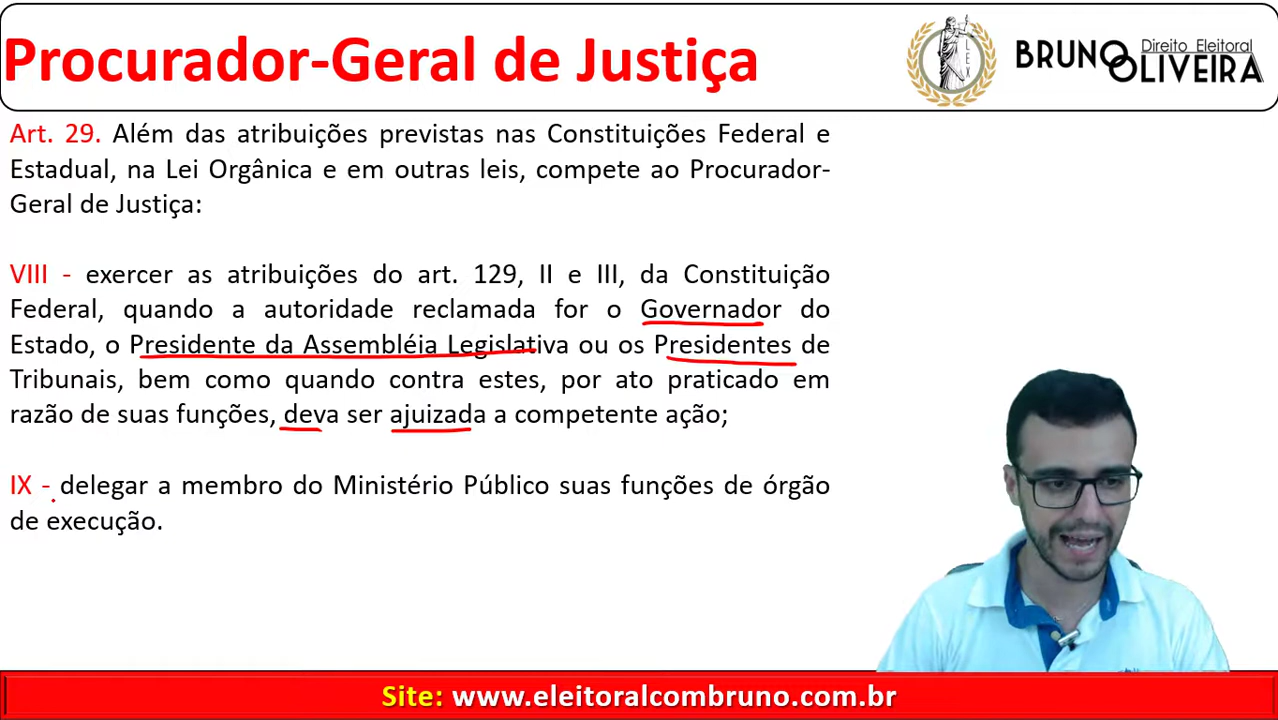 Procurador-Geral de Justiça
BRUNO
OLIVEIRA
Direito Eleitoral
LEX
Art. 29. Além das atribuições previstas nas Constituições Federal e
Estadual, na Lei Orgânica e em outras leis, compete ao Procurador-
Geral de Justiça:
VIII - exercer as atribuições do art. 129, II e III, da Constituição
Federal, quando a autoridade reclamada for o Governador do
Estado, o Presidente da Assembléia Legislativa ou os Presidentes de
Tribunais, bem como quando contra estes, por ato praticado em
razão de suas funções, deva ser ajuizada a competente ação;
IX - delegar a membro do Ministério Público suas funções de órgão
de execução.
Site: www.eleitoralcombruno.com.br